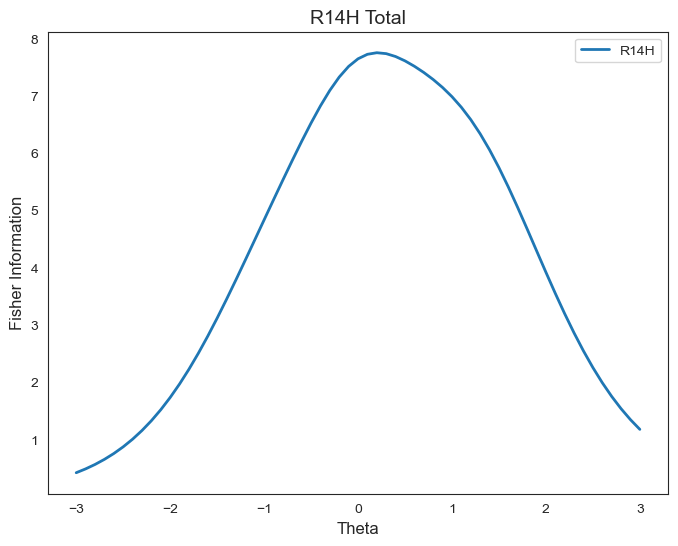 R14H Total
R14H
8
7
6
5
4
3
2
1
Fisher Information
−3 −2 −1 0 1 2 3
Theta